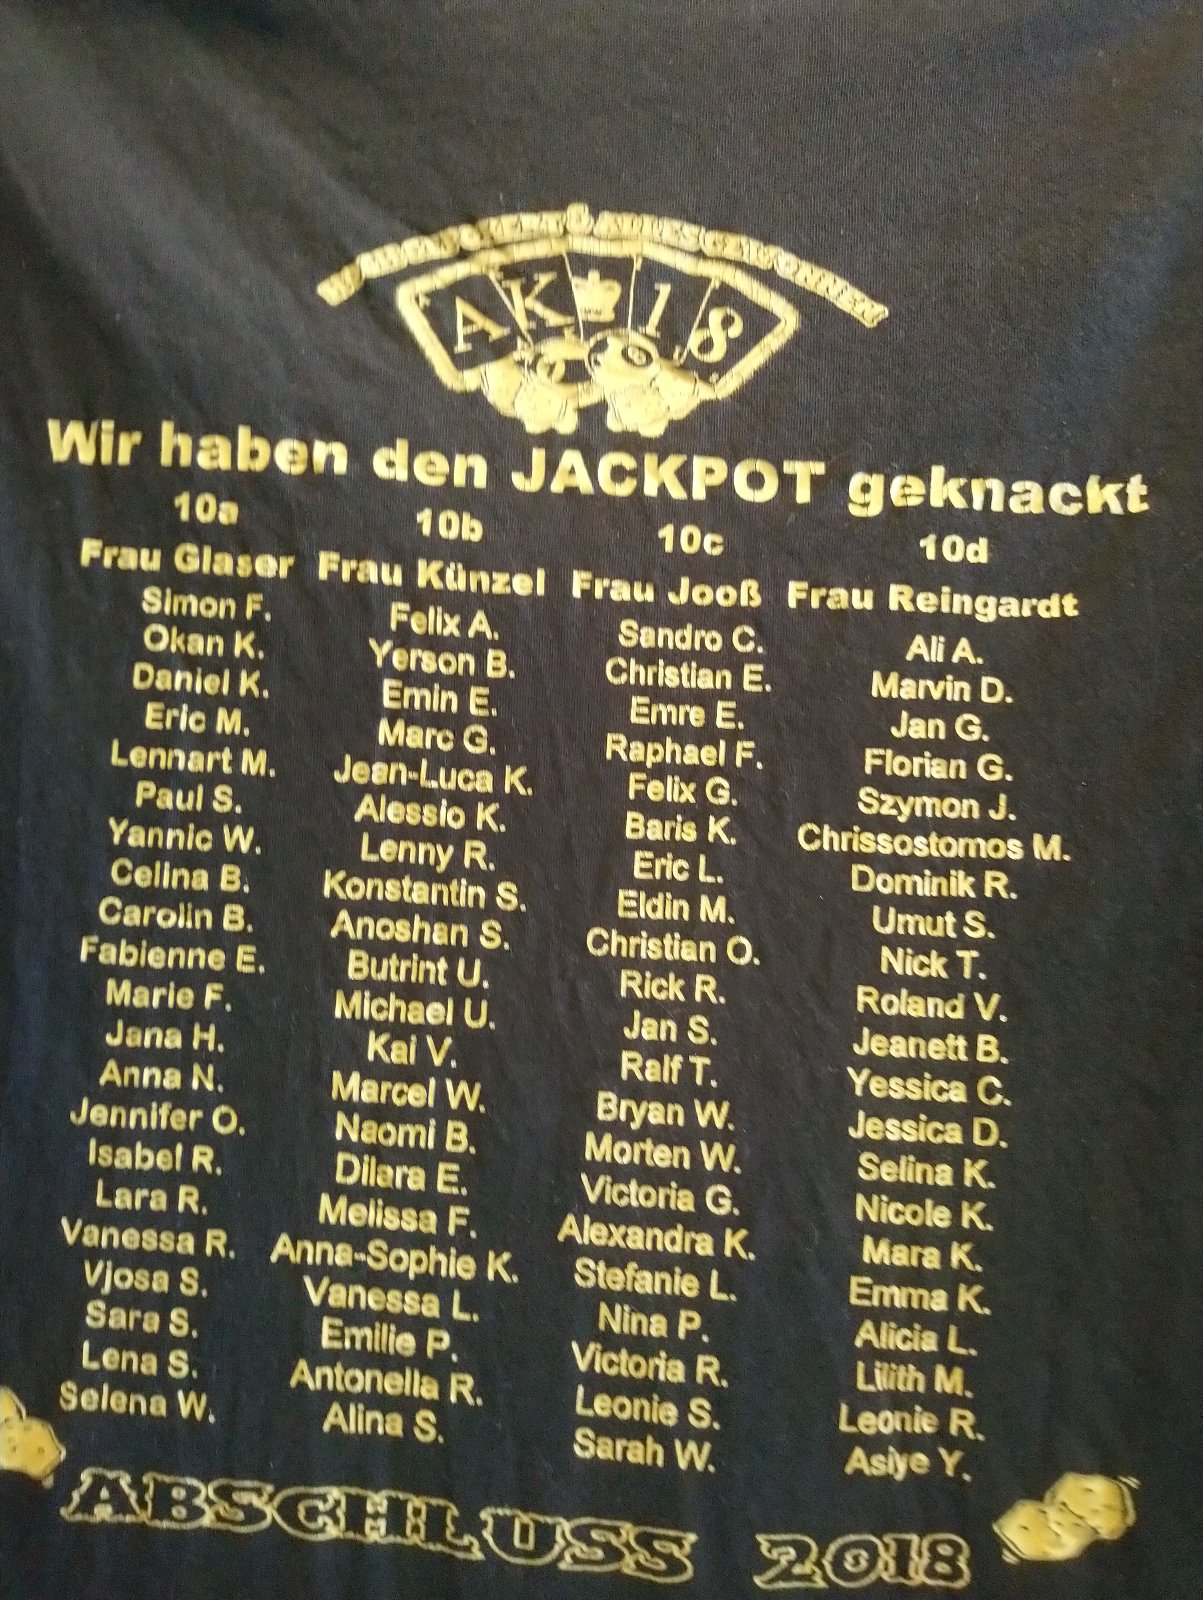 & ALLES GEWONNEN
AK 18
Wir haben den JACKPOT geknackt
10a 10b 10c 10d
Frau Glaser Frau Künzel Frau Jooß Frau Reingardt
Simon F. Felix A. Sandro C. Ali A.
Okan K. Yerson B. Christian E. Marvin D.
Daniel K. Emin E. Emre E. Jan G.
Eric M. Marc G. Raphael F. Florian G.
Lennart M. Jean-Luca K. Felix G. Szymon J.
Paul S. Alessio K. Baris K. Chrissostomos M.
Yannic W. Lenny R. Eric L. Dominik R.
Celina B. Konstantin S. Eldin M. Umut S.
Carolin B. Anoshan S. Christian O. Nick T.
Fabienne E. Butrint U. Rick R. Roland V.
Marie F. Michael U. Jan S. Jeanett B.
Jana H. Kai V. Ralf T. Yessica C.
Anna N. Marcel W. Bryan W. Jessica D.
Jennifer O. Naomi B. Morten W. Selina K.
Isabel R. Dilara E. Victoria G. Nicole K.
Lara R. Melissa F. Alexandra K. Mara K.
Vanessa R. Anna-Sophie K. Stefanie L. Emma K.
Vjosa S. Vanessa L. Nina P. Alicia L.
Sara S. Emilie P. Victoria R. Lilith M.
Lena S. Antonella R. Leonie S. Leonie R.
Selena W. Alina S. Sarah W. Asiye Y.
ABSCHLUSS 2018